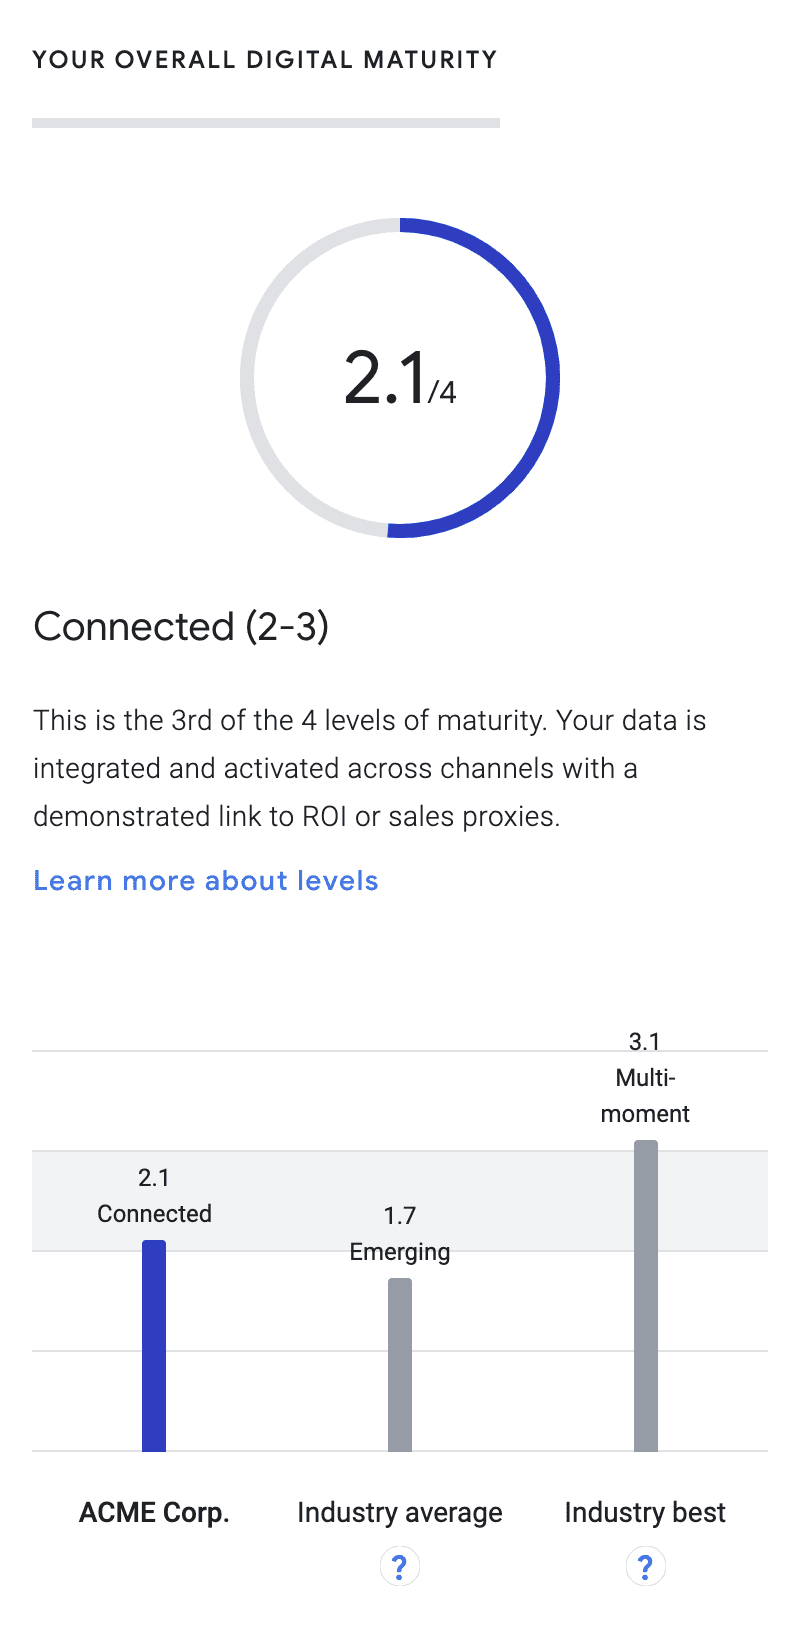 YOUR OVERALL DIGITAL MATURITY
2.1/4
Connected (2-3)
This is the 3rd of the 4 levels of maturity. Your data is
integrated and activated across channels with a
demonstrated link to ROI or sales proxies.
Learn more about levels
3.1
Multi-
moment
2.1
Connected
1.7
Emerging
ACME Corp. Industry average Industry best
? ?